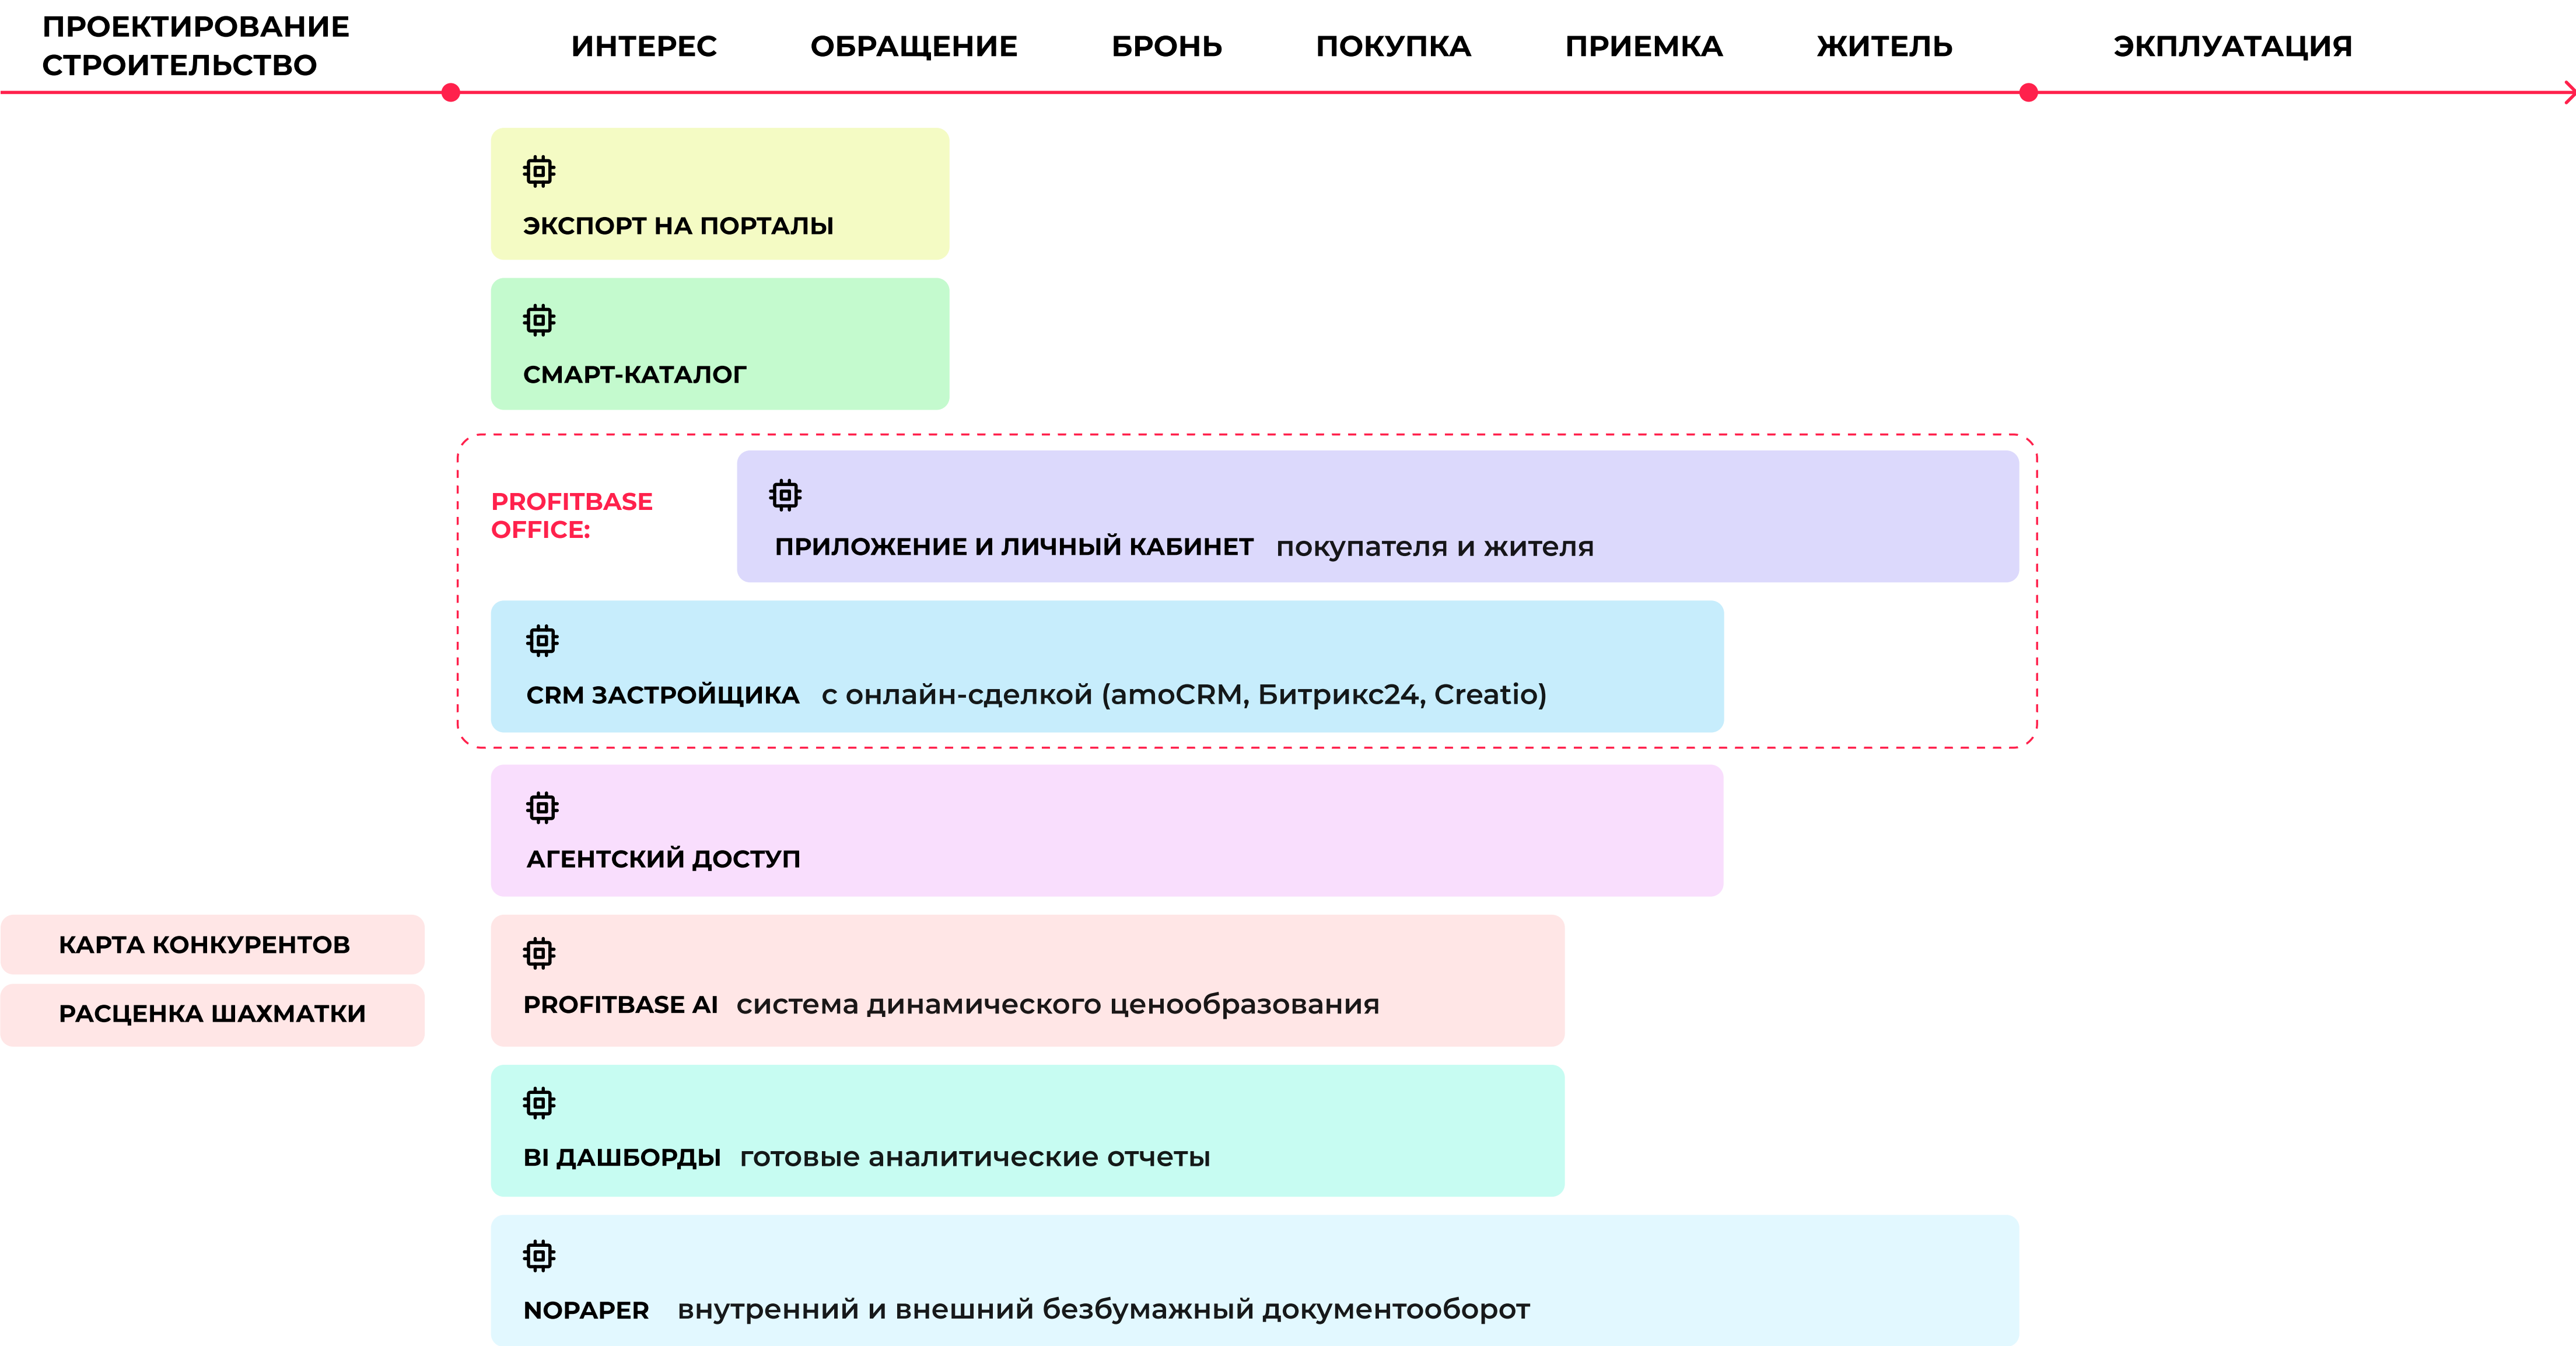 ПРОЕКТИРОВАНИЕ
СТРОИТЕЛЬСТВО
ИНТЕРЕС
ОБРАЩЕНИЕ
БРОНЬ
ПОКУПКА
ПРИЕМКА
ЖИТЕЛЬ
ЭКПЛУАТАЦИЯ
ЭКСПОРТ НА ПОРТАЛЫ
СМАРТ-КАТАЛОГ
PROFITBASE
OFFICE:
ПРИЛОЖЕНИЕ И ЛИЧНЫЙ КАБИНЕТ покупателя и жителя
CRM ЗАСТРОЙЩИКА с онлайн-сделкой (amoCRM, Битрикс24, Creatio)
АГЕНТСКИЙ ДОСТУП
КАРТА КОНКУРЕНТОВ
РАСЦЕНКА ШАХМАТКИ
PROFITBASE AI система динамического ценообразования
BI ДАШБОРДЫ готовые аналитические отчеты
NOPAPER внутренний и внешний безбумажный документооборот